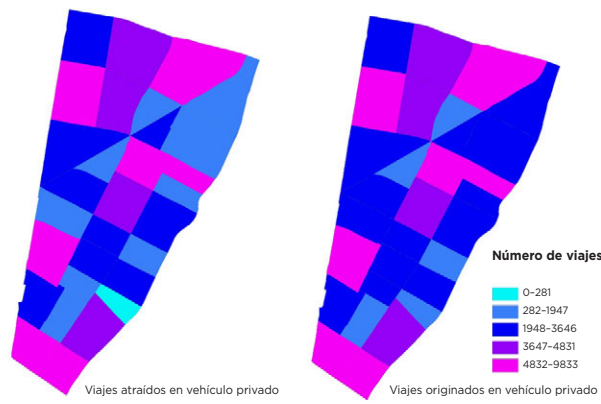 Número de viajes
0-281
282-1947
1948-3646
3647-4831
4832-9833
Viajes atraídos en vehículo privado
Viajes originados en vehículo privado